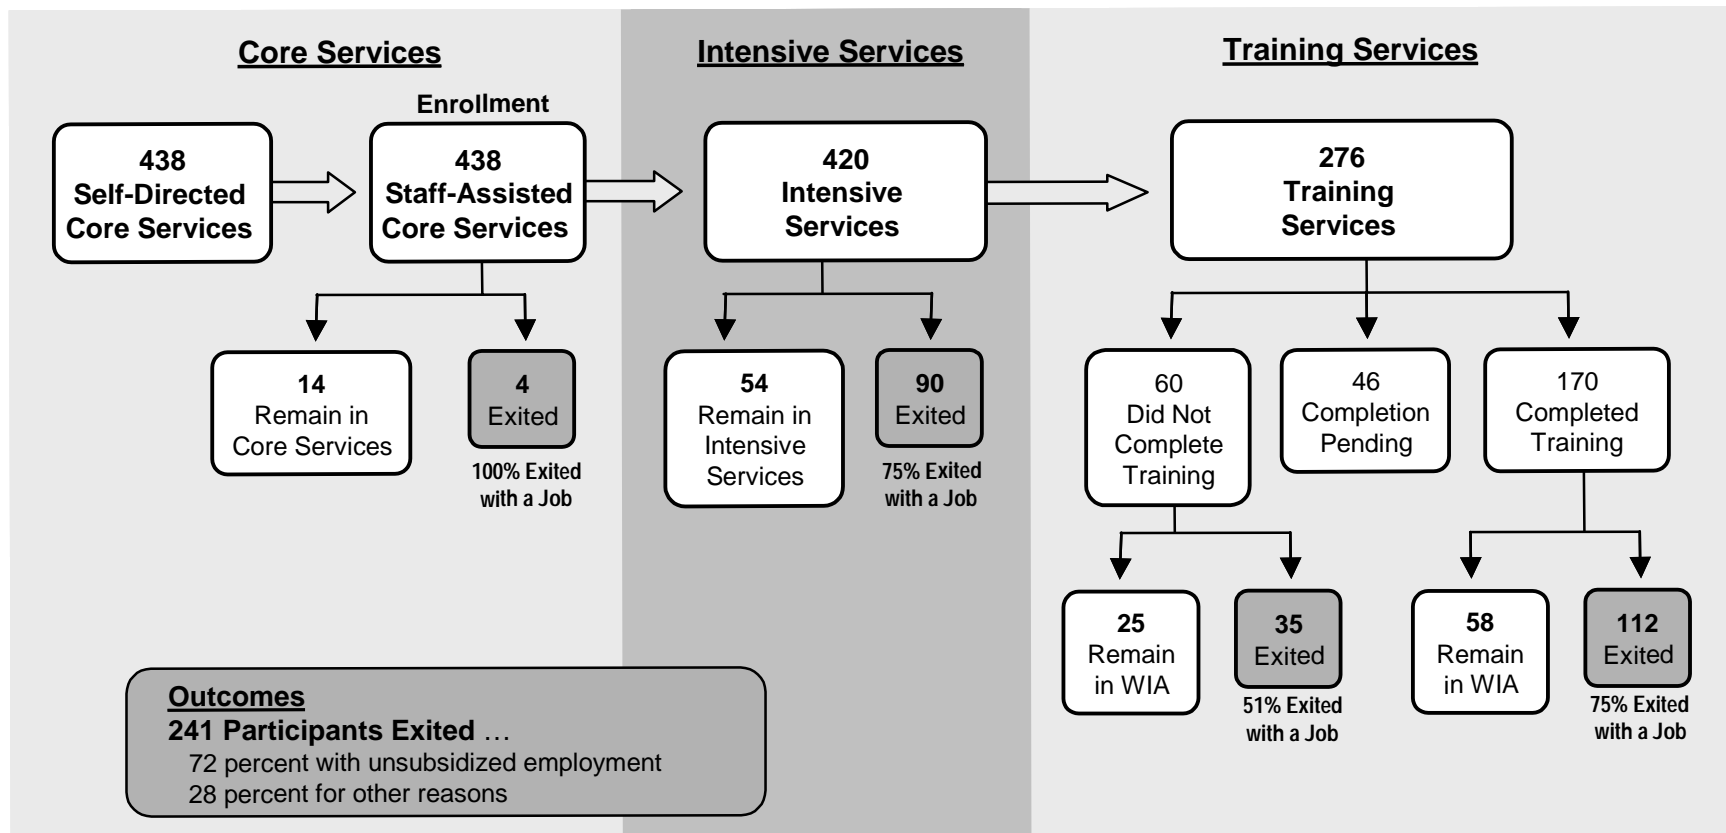 Core Services
Enrollment
438
Self-Directed
Core Services
438
Staff-Assisted
Core Services
14
Remain in
Core Services
4
Exited
100% Exited
with a Job
Intensive Services
420
Intensive
Services
54
Remain in
Intensive
Services
90
Exited
75% Exited
with a Job
Training Services
276
Training
Services
60
Did Not
Complete
Training
46
Completion
Pending
170
Completed
Training
25
Remain
in WIA
35
Exited
51% Exited
with a Job
58
Remain
in WIA
112
Exited
75% Exited
with a Job
Outcomes
241 Participants Exited …
72 percent with unsubsidized employment
28 percent for other reasons